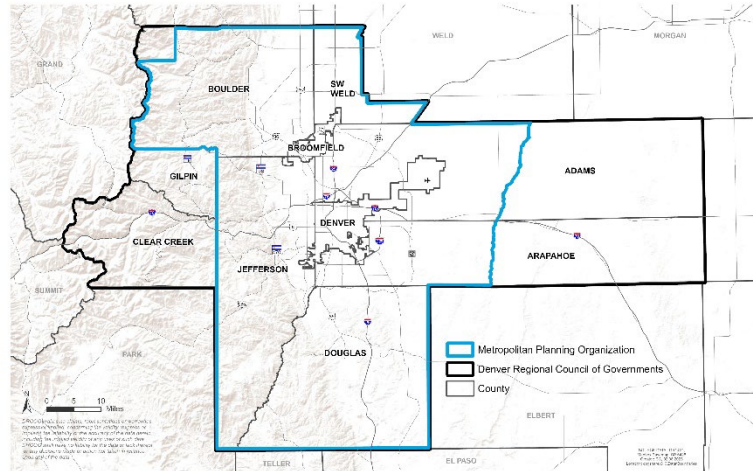 WELD
MORGAN
GRAND
BOULDER
SW
WELD
BROOMFIELD
GILPIN
ADAMS
DENVER
CLEAR CREEK
JEFFERSON
ARAPAHOE
SUMMIT
DOUGLAS
PARK
Metropolitan Planning Organization
Denver Regional Council of Governments
County
N
0 5 10
Miles
ELBERT
TELLER
EL PASO